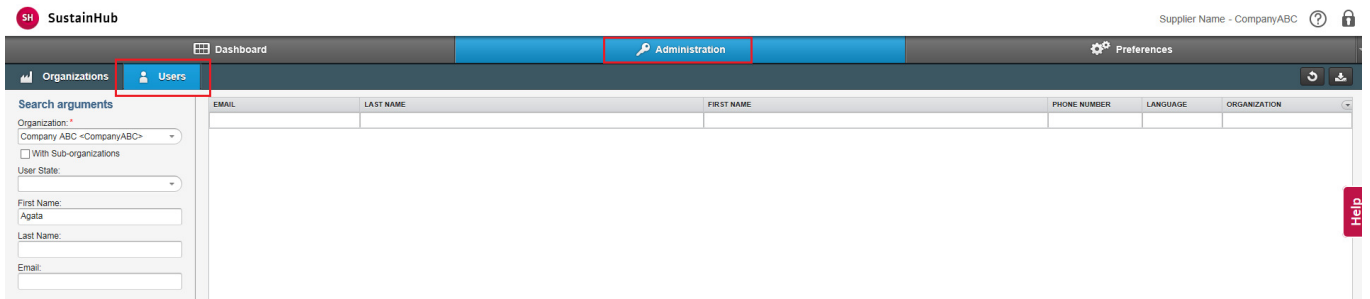 SH SustainHub Supplier Name - CompanyABC ?
Dashboard Administration Preferences
Organizations Users
Search arguments
EMAIL LAST NAME FIRST NAME PHONE NUMBER LANGUAGE ORGANIZATION
Organization: *
Company ABC <CompanyABC>
With Sub-organizations
User State:
First Name:
Agata
Last Name:
Email:
Help